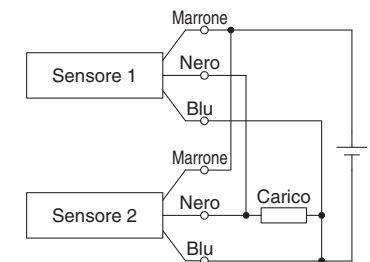 Marrone
Sensore 1
Nero
Blu
Marrone
Sensore 2
Nero
Carico
Blu